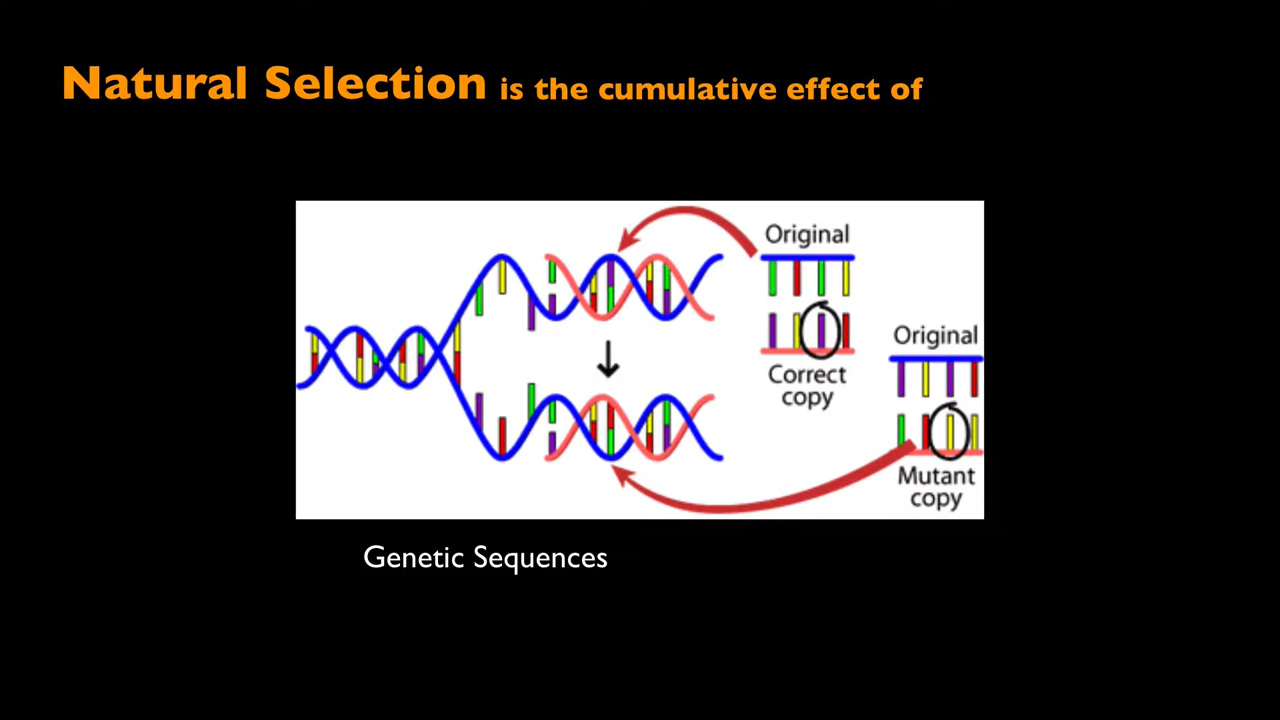 Natural Selection is the cumulative effect of
Original
Correct
copy
Original
Mutant
copy
Genetic Sequences